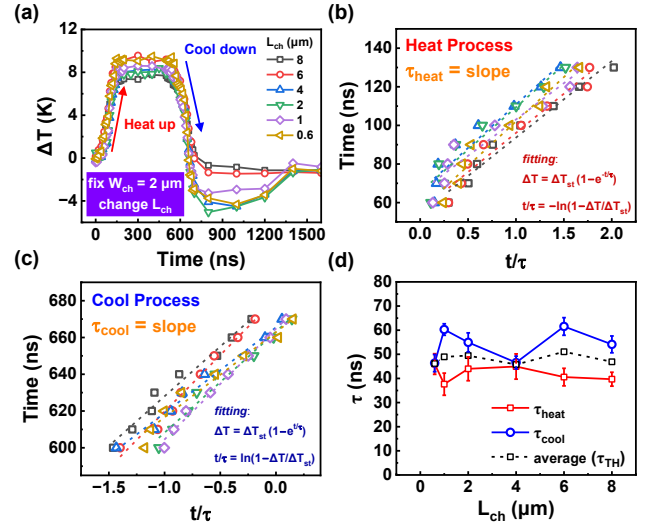 (a)
12
10
8
6
4
2
0
−4
ΔT (K)
0 300 600 900 1200 1500
Time (ns)
Cool down
Heat up
L_ch (μm)
8
6
4
2
1
0.6
fix W_ch = 2 μm
change L_ch
(b)
160
140
120
100
80
60
Time (ns)
0.0 0.5 1.0 1.5 2.0
t/τ
Heat Process
τ_heat = slope
fitting:
ΔT = ΔT_st (1−e^-t/τ)
t/τ = −ln(1−ΔT/ΔT_st)
(c)
680
660
640
620
600
Time (ns)
−1.5 −1.0 −0.5 0.0
t/τ
Cool Process
τ_cool = slope
fitting:
ΔT = ΔT_st (1−e^t/τ)
t/τ = ln(1−ΔT/ΔT_st)
(d)
100
80
60
40
20
0
τ (ns)
0 2 4 6 8
L_ch (μm)
τ_heat
τ_cool
average (τ_TH)